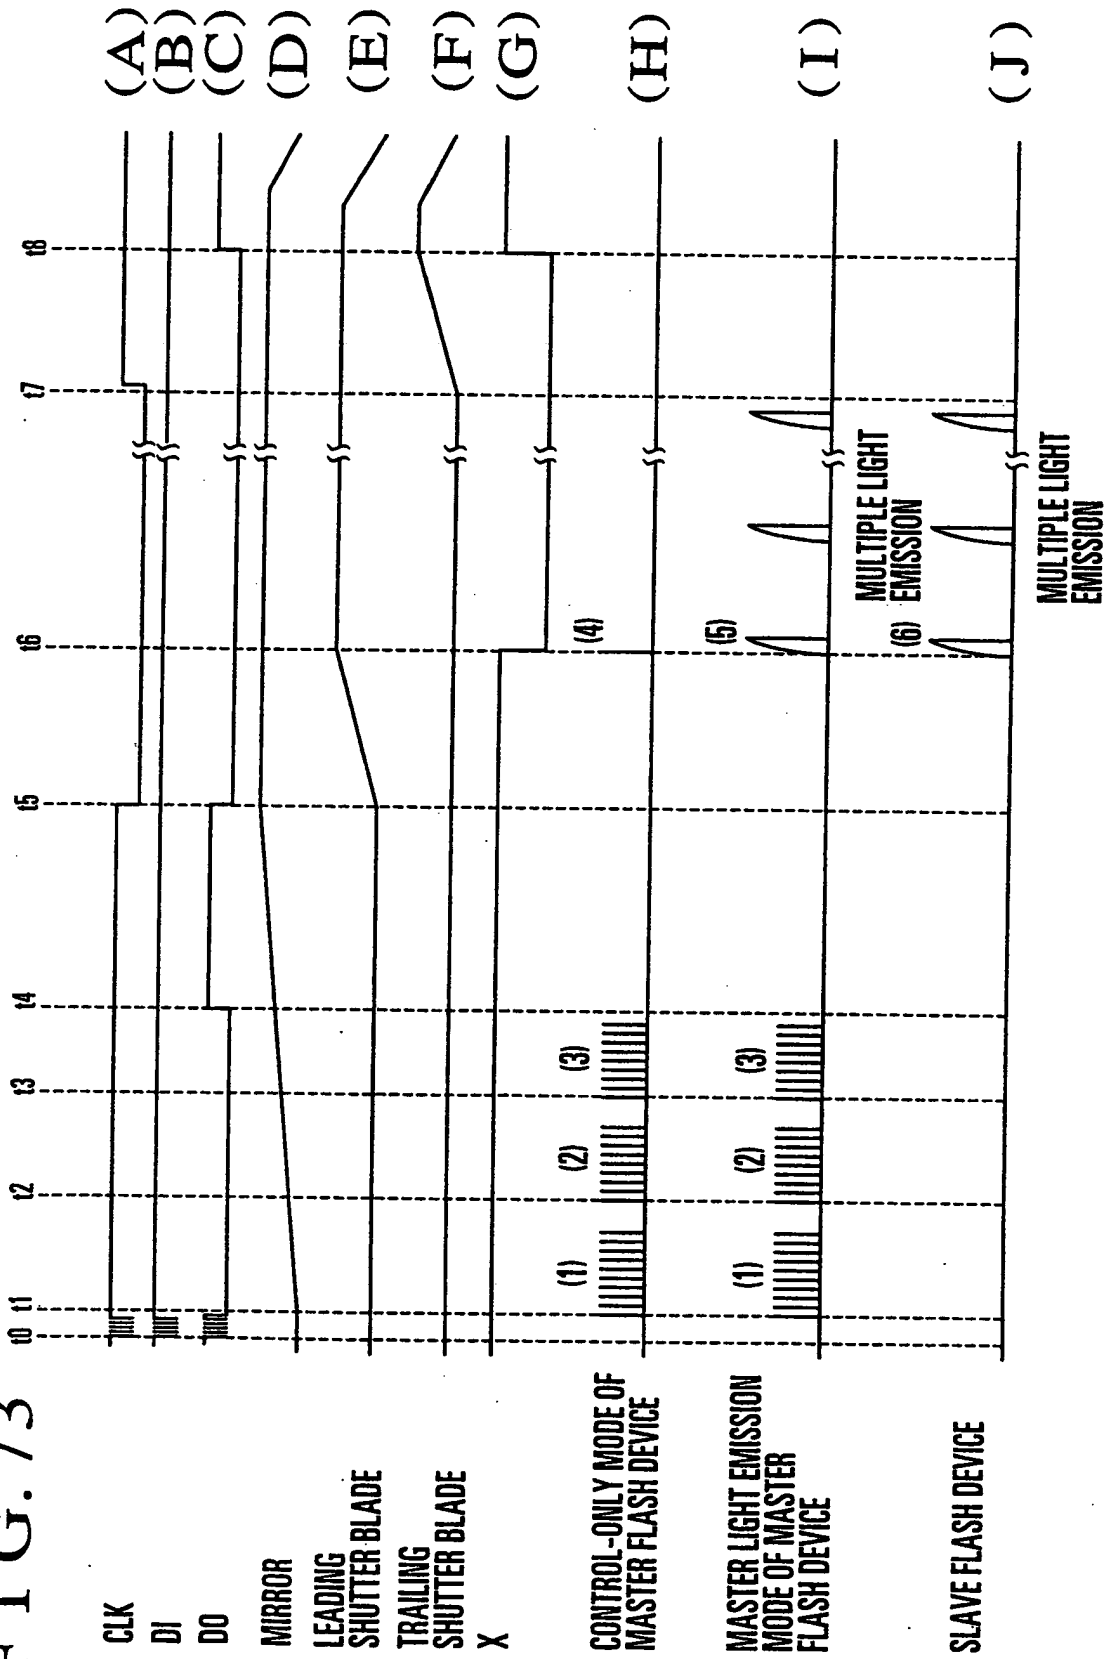 FIG. 73
t0 t1 t2 t3 t4 t5 t6 t7 t8
CLK (A)
DI (B)
DO (C)
MIRROR (D)
LEADING
SHUTTER BLADE (E)
TRAILING
SHUTTER BLADE (F)
X (G)
CONTROL-ONLY MODE OF
MASTER FLASH DEVICE (H)
(1) (2) (3) (4)
MASTER LIGHT EMISSION
MODE OF MASTER
FLASH DEVICE (I)
(1) (2) (3) (5)
MULTIPLE LIGHT
EMISSION
SLAVE FLASH DEVICE (J)
(6)
MULTIPLE LIGHT
EMISSION